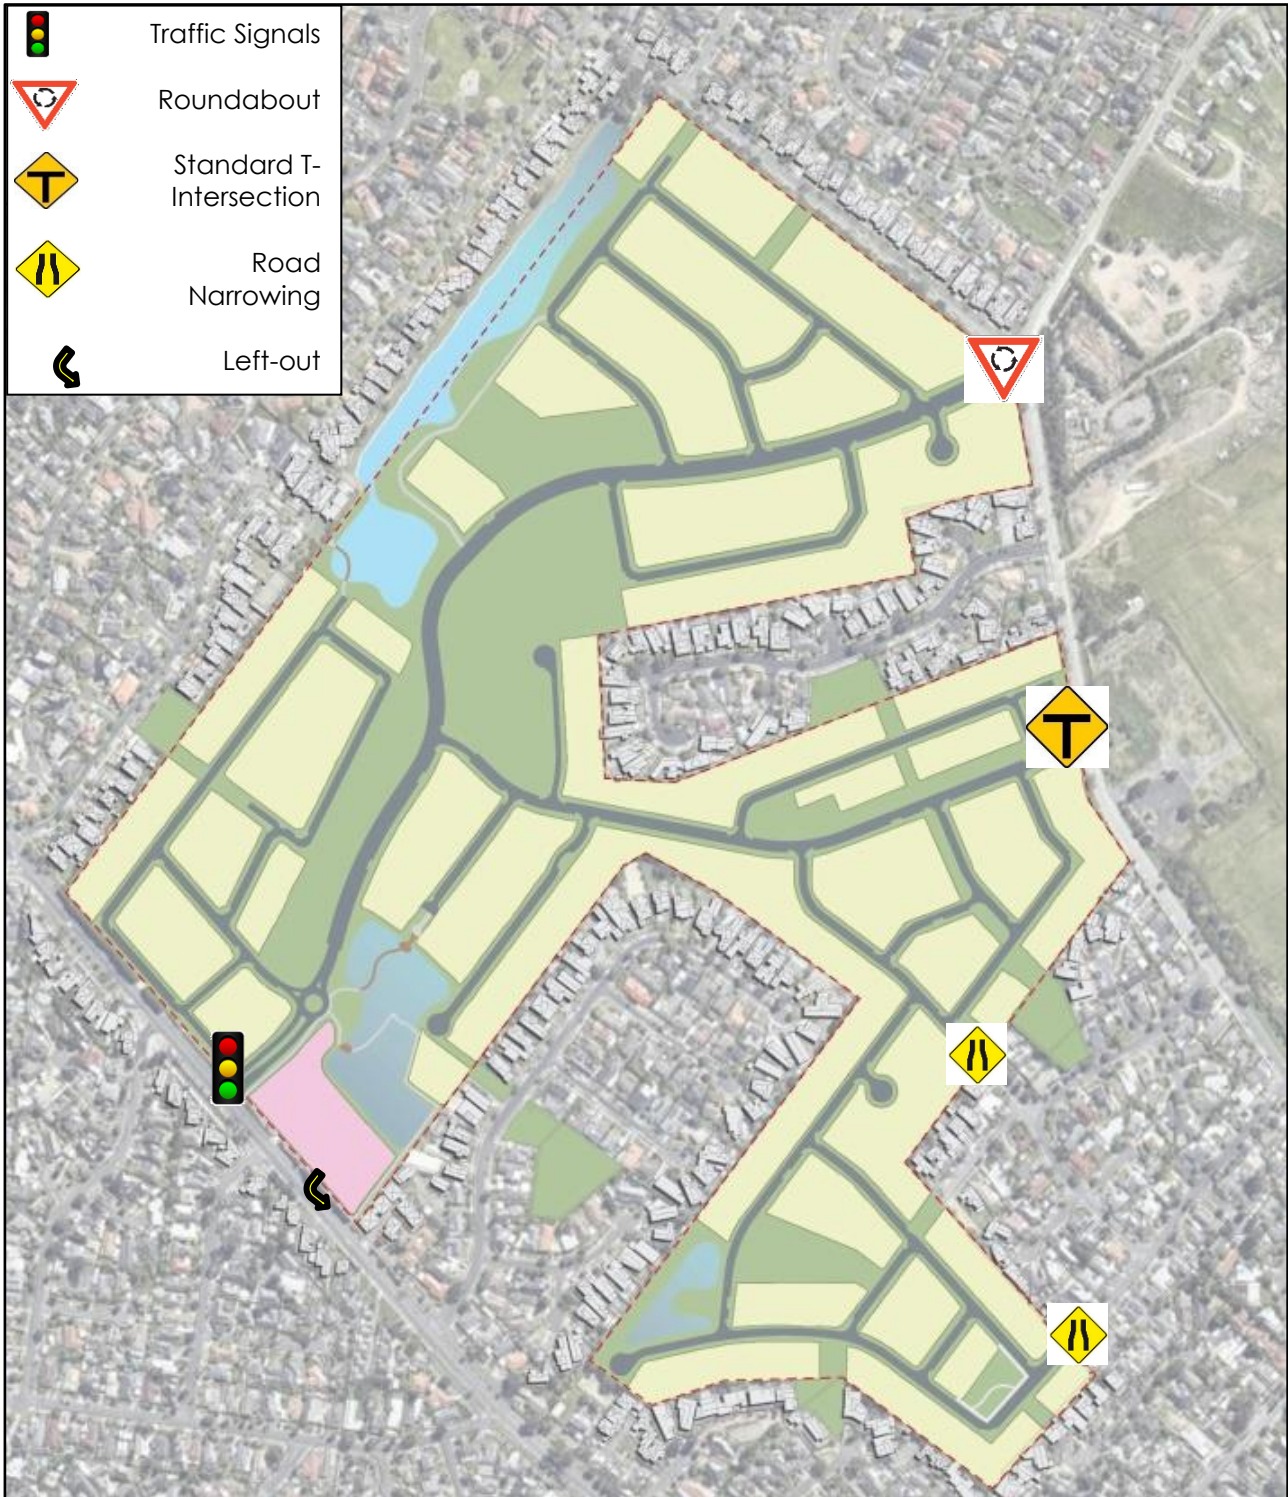 Traffic Signals
Roundabout
Standard T-
Intersection
Road
Narrowing
Left-out